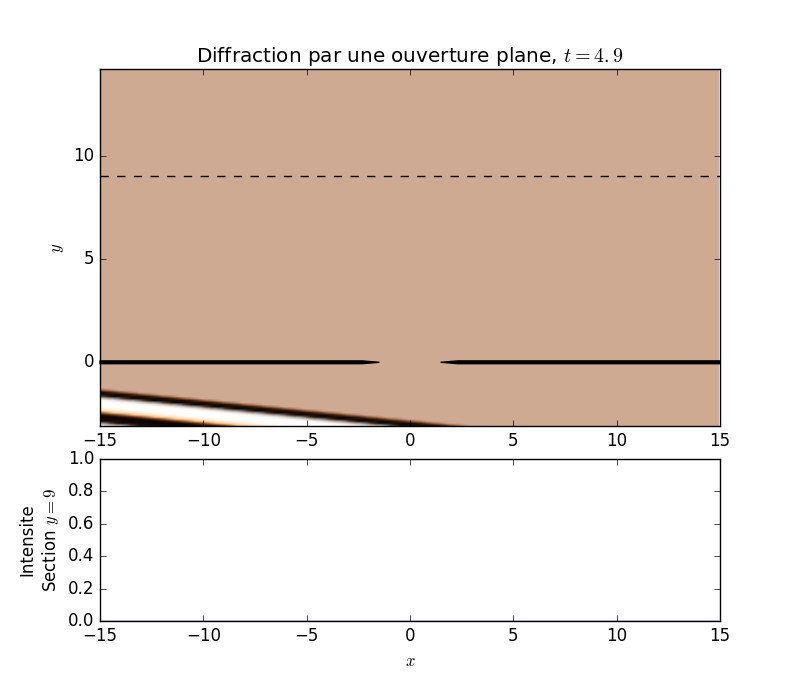 Diffraction par une ouverture plane, t = 4.9
10
5
0
y
−15 −10 −5 0 5 10 15
1.0
0.8
0.6
0.4
0.2
0.0
Intensite
Section y = 9
−15 −10 −5 0 5 10 15
x